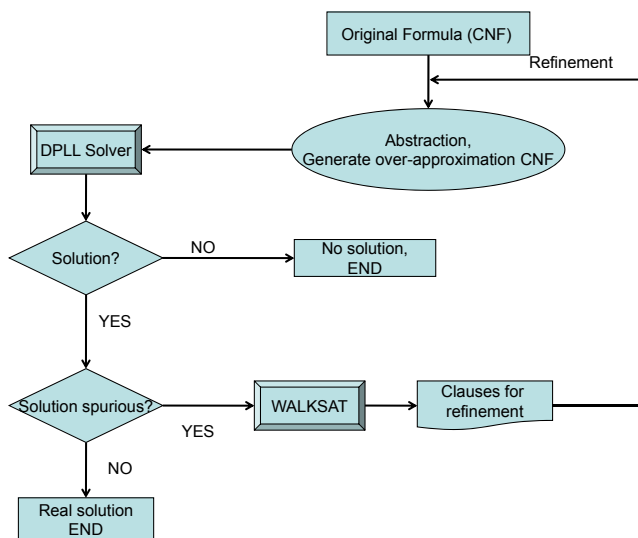 Original Formula (CNF)
Refinement
Abstraction,
Generate over-approximation CNF
DPLL Solver
Solution?
NO
No solution,
END
YES
Solution spurious?
YES
WALKSAT
Clauses for
refinement
NO
Real solution
END